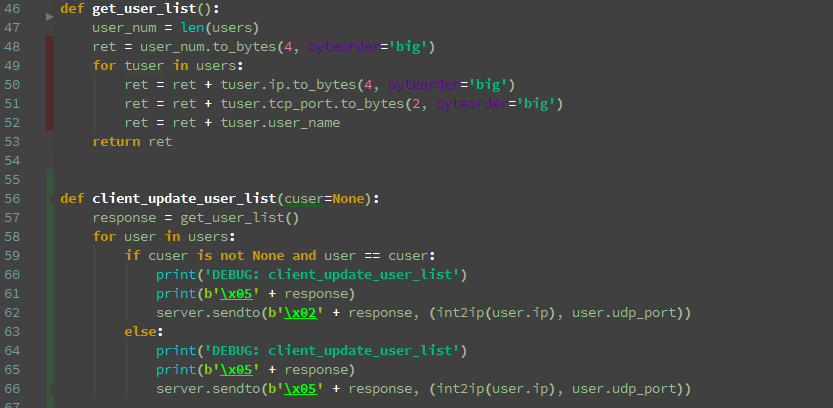 46 def get_user_list():
47     user_num = len(users)
48     ret = user_num.to_bytes(4, byteorder='big')
49     for tuser in users:
50         ret = ret + tuser.ip.to_bytes(4, byteorder='big')
51         ret = ret + tuser.tcp_port.to_bytes(2, byteorder='big')
52         ret = ret + tuser.user_name
53     return ret
54
55
56 def client_update_user_list(cuser=None):
57     response = get_user_list()
58     for user in users:
59         if cuser is not None and user == cuser:
60             print('DEBUG: client_update_user_list')
61             print(b'\x05' + response)
62             server.sendto(b'\x02' + response, (int2ip(user.ip), user.udp_port))
63         else:
64             print('DEBUG: client_update_user_list')
65             print(b'\x05' + response)
66             server.sendto(b'\x05' + response, (int2ip(user.ip), user.udp_port))
67